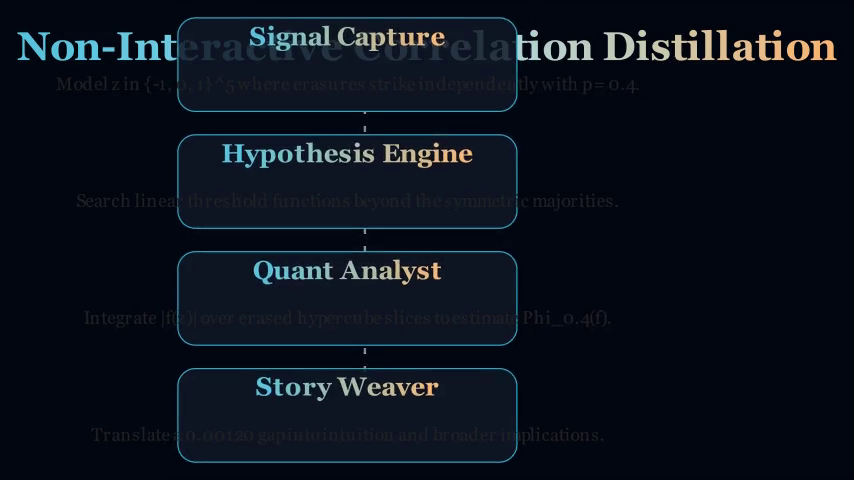 Non-Interactive Correlation Distillation
Signal Capture
Model z in {-1, 0, 1}^5 where erasures strike independently with p = 0.4.
Hypothesis Engine
Search linear threshold functions beyond the symmetric majorities.
Quant Analyst
Integrate |f(z)| over erased hypercube slices to estimate Phi_0.4(f).
Story Weaver
Translate a 0.00120 gap into intuition and broader implications.